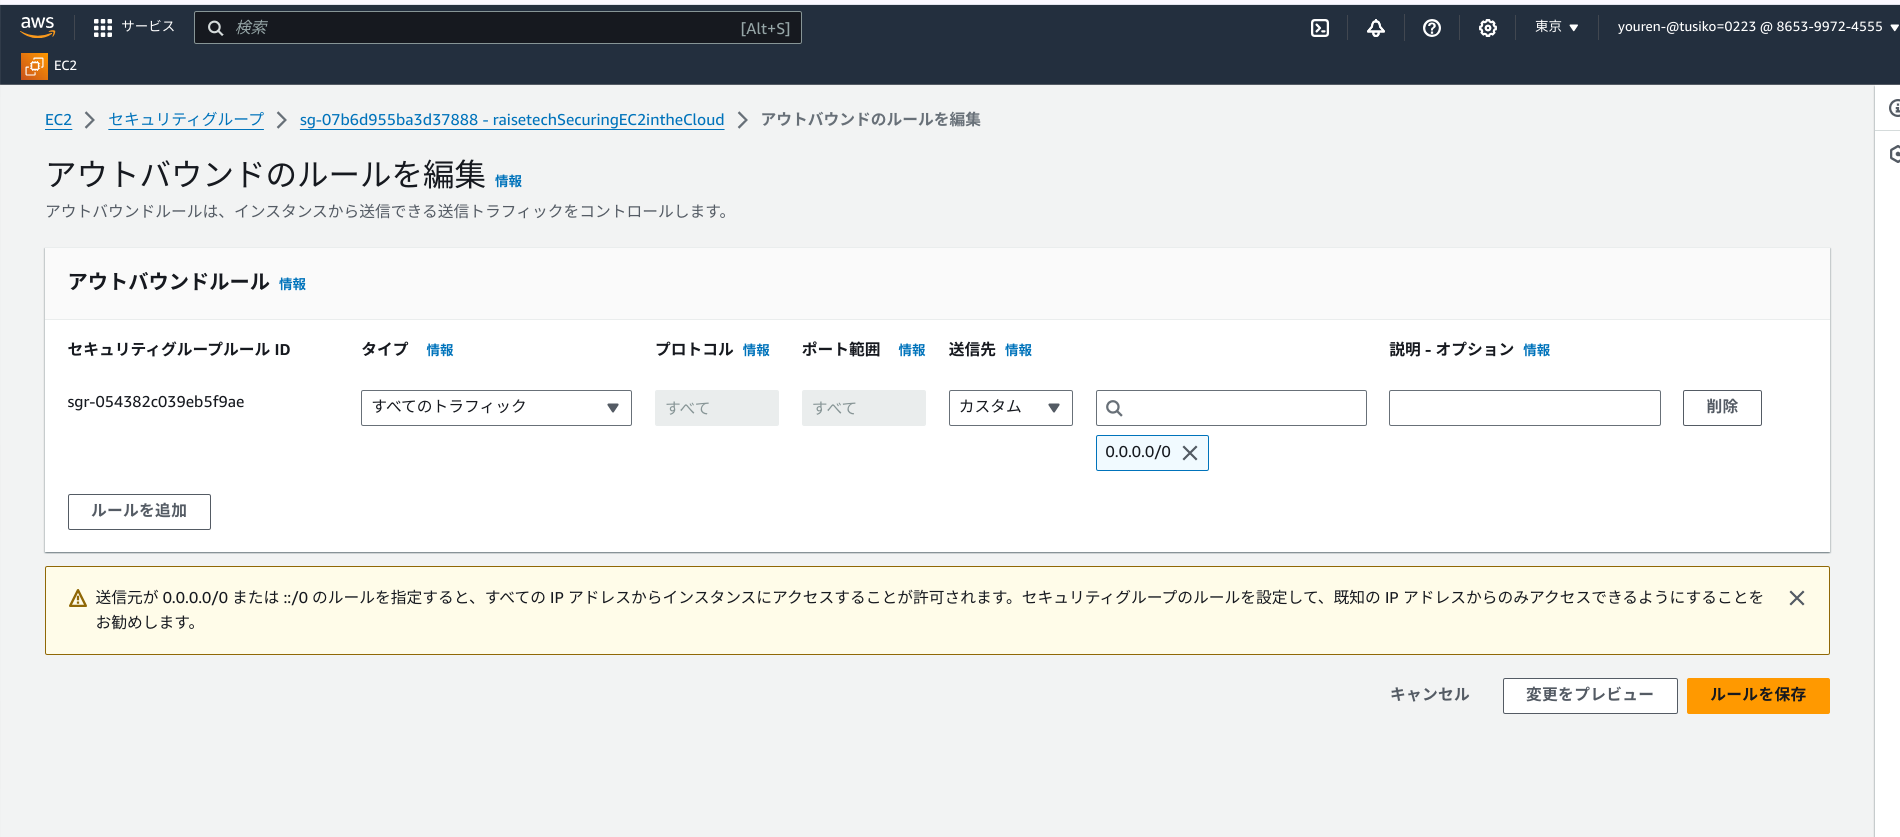 aws
サービス
検索
[Alt+S]
東京
youren-@tusiko=0223 @ 8653-9972-4555
EC2
EC2
セキュリティグループ
sg-07b6d955ba3d37888 - raisetechSecuringEC2intheCloud
アウトバウンドのルールを編集
アウトバウンドのルールを編集 情報
アウトバウンドルールは、インスタンスから送信できる送信トラフィックをコントロールします。
アウトバウンドルール 情報
セキュリティグループルール ID
タイプ 情報
プロトコル 情報
ポート範囲 情報
送信先 情報
説明 - オプション 情報
sgr-054382c039eb5f9ae
すべてのトラフィック
すべて
すべて
カスタム
削除
0.0.0.0/0
ルールを追加
送信元が 0.0.0.0/0 または ::/0 のルールを指定すると、すべての IP アドレスからインスタンスにアクセスすることが許可されます。セキュリティグループのルールを設定して、既知の IP アドレスからのみアクセスできるようにすることを
お勧めします。
キャンセル
変更をプレビュー
ルールを保存